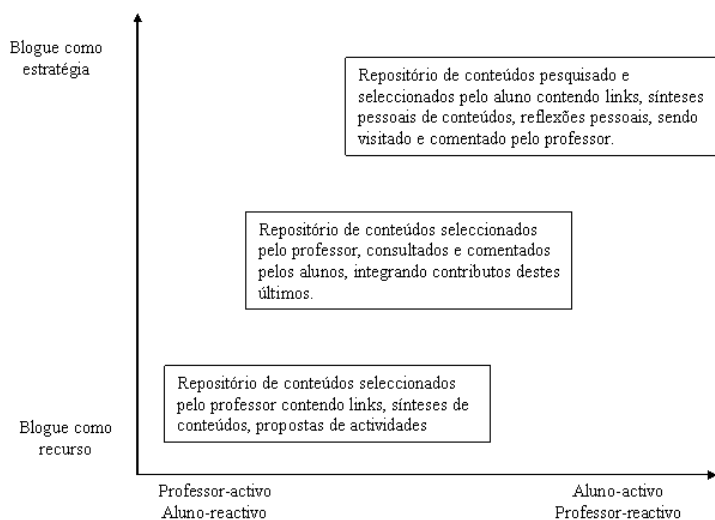 Blogue como
estratégia
Repositório de conteúdos pesquisado e
seleccionados pelo aluno contendo links, sínteses
pessoais de conteúdos, reflexões pessoais, sendo
visitado e comentado pelo professor.
Repositório de conteúdos seleccionados
pelo professor, consultados e comentados
pelos alunos, integrando contributos destes
últimos.
Repositório de conteúdos seleccionados
pelo professor contendo links, sínteses de
conteúdos, propostas de actividades
Blogue como
recurso
Professor-activo
Aluno-reactivo
Aluno-activo
Professor-reactivo